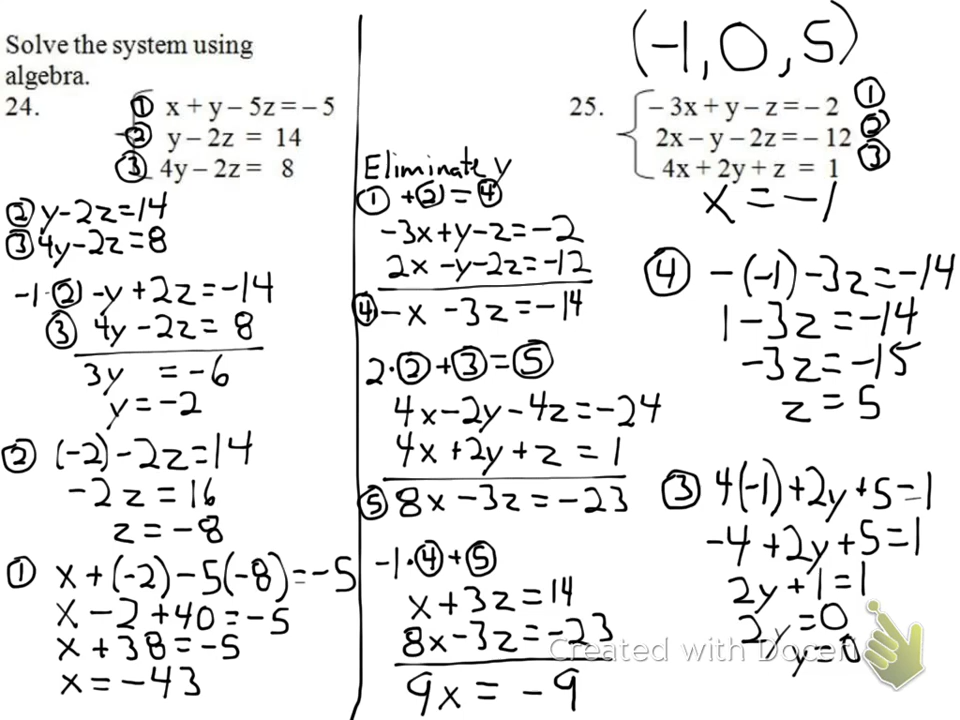 Solve the system using
algebra.
24.
① x + y – 5z = – 5
② y – 2z = 14
③ 4y – 2z = 8
② y-2z=14
③ 4y-2z=8
-1·② -y+2z=-14
③ 4y-2z=8
3y = -6
y=-2
② (-2)-2z=14
-2z=16
z=-8
① x+(-2)-5(-8)=-5
x-2+40=-5
x+38=-5
x=-43
Eliminate y
① +② =④
-3x+y-z=-2
2x-y-2z=-12
④ -x -3z=-14
2·②+③=⑤
4x-2y-4z=-24
4x+2y+z=1
⑤ 8x-3z=-23
-1·④+⑤
x+3z=14
8x-3z=-23
9x=-9
(-1,0,5)
25.
– 3x + y – z = – 2 ①
2x – y – 2z = – 12 ②
4x + 2y + z = 1 ③
x=-1
④ -(-1)-3z=-14
1-3z=-14
-3z=-15
z=5
③ 4(-1)+2y+5=1
-4+2y+5=1
2y+1=1
2y=0
y=0
Created with